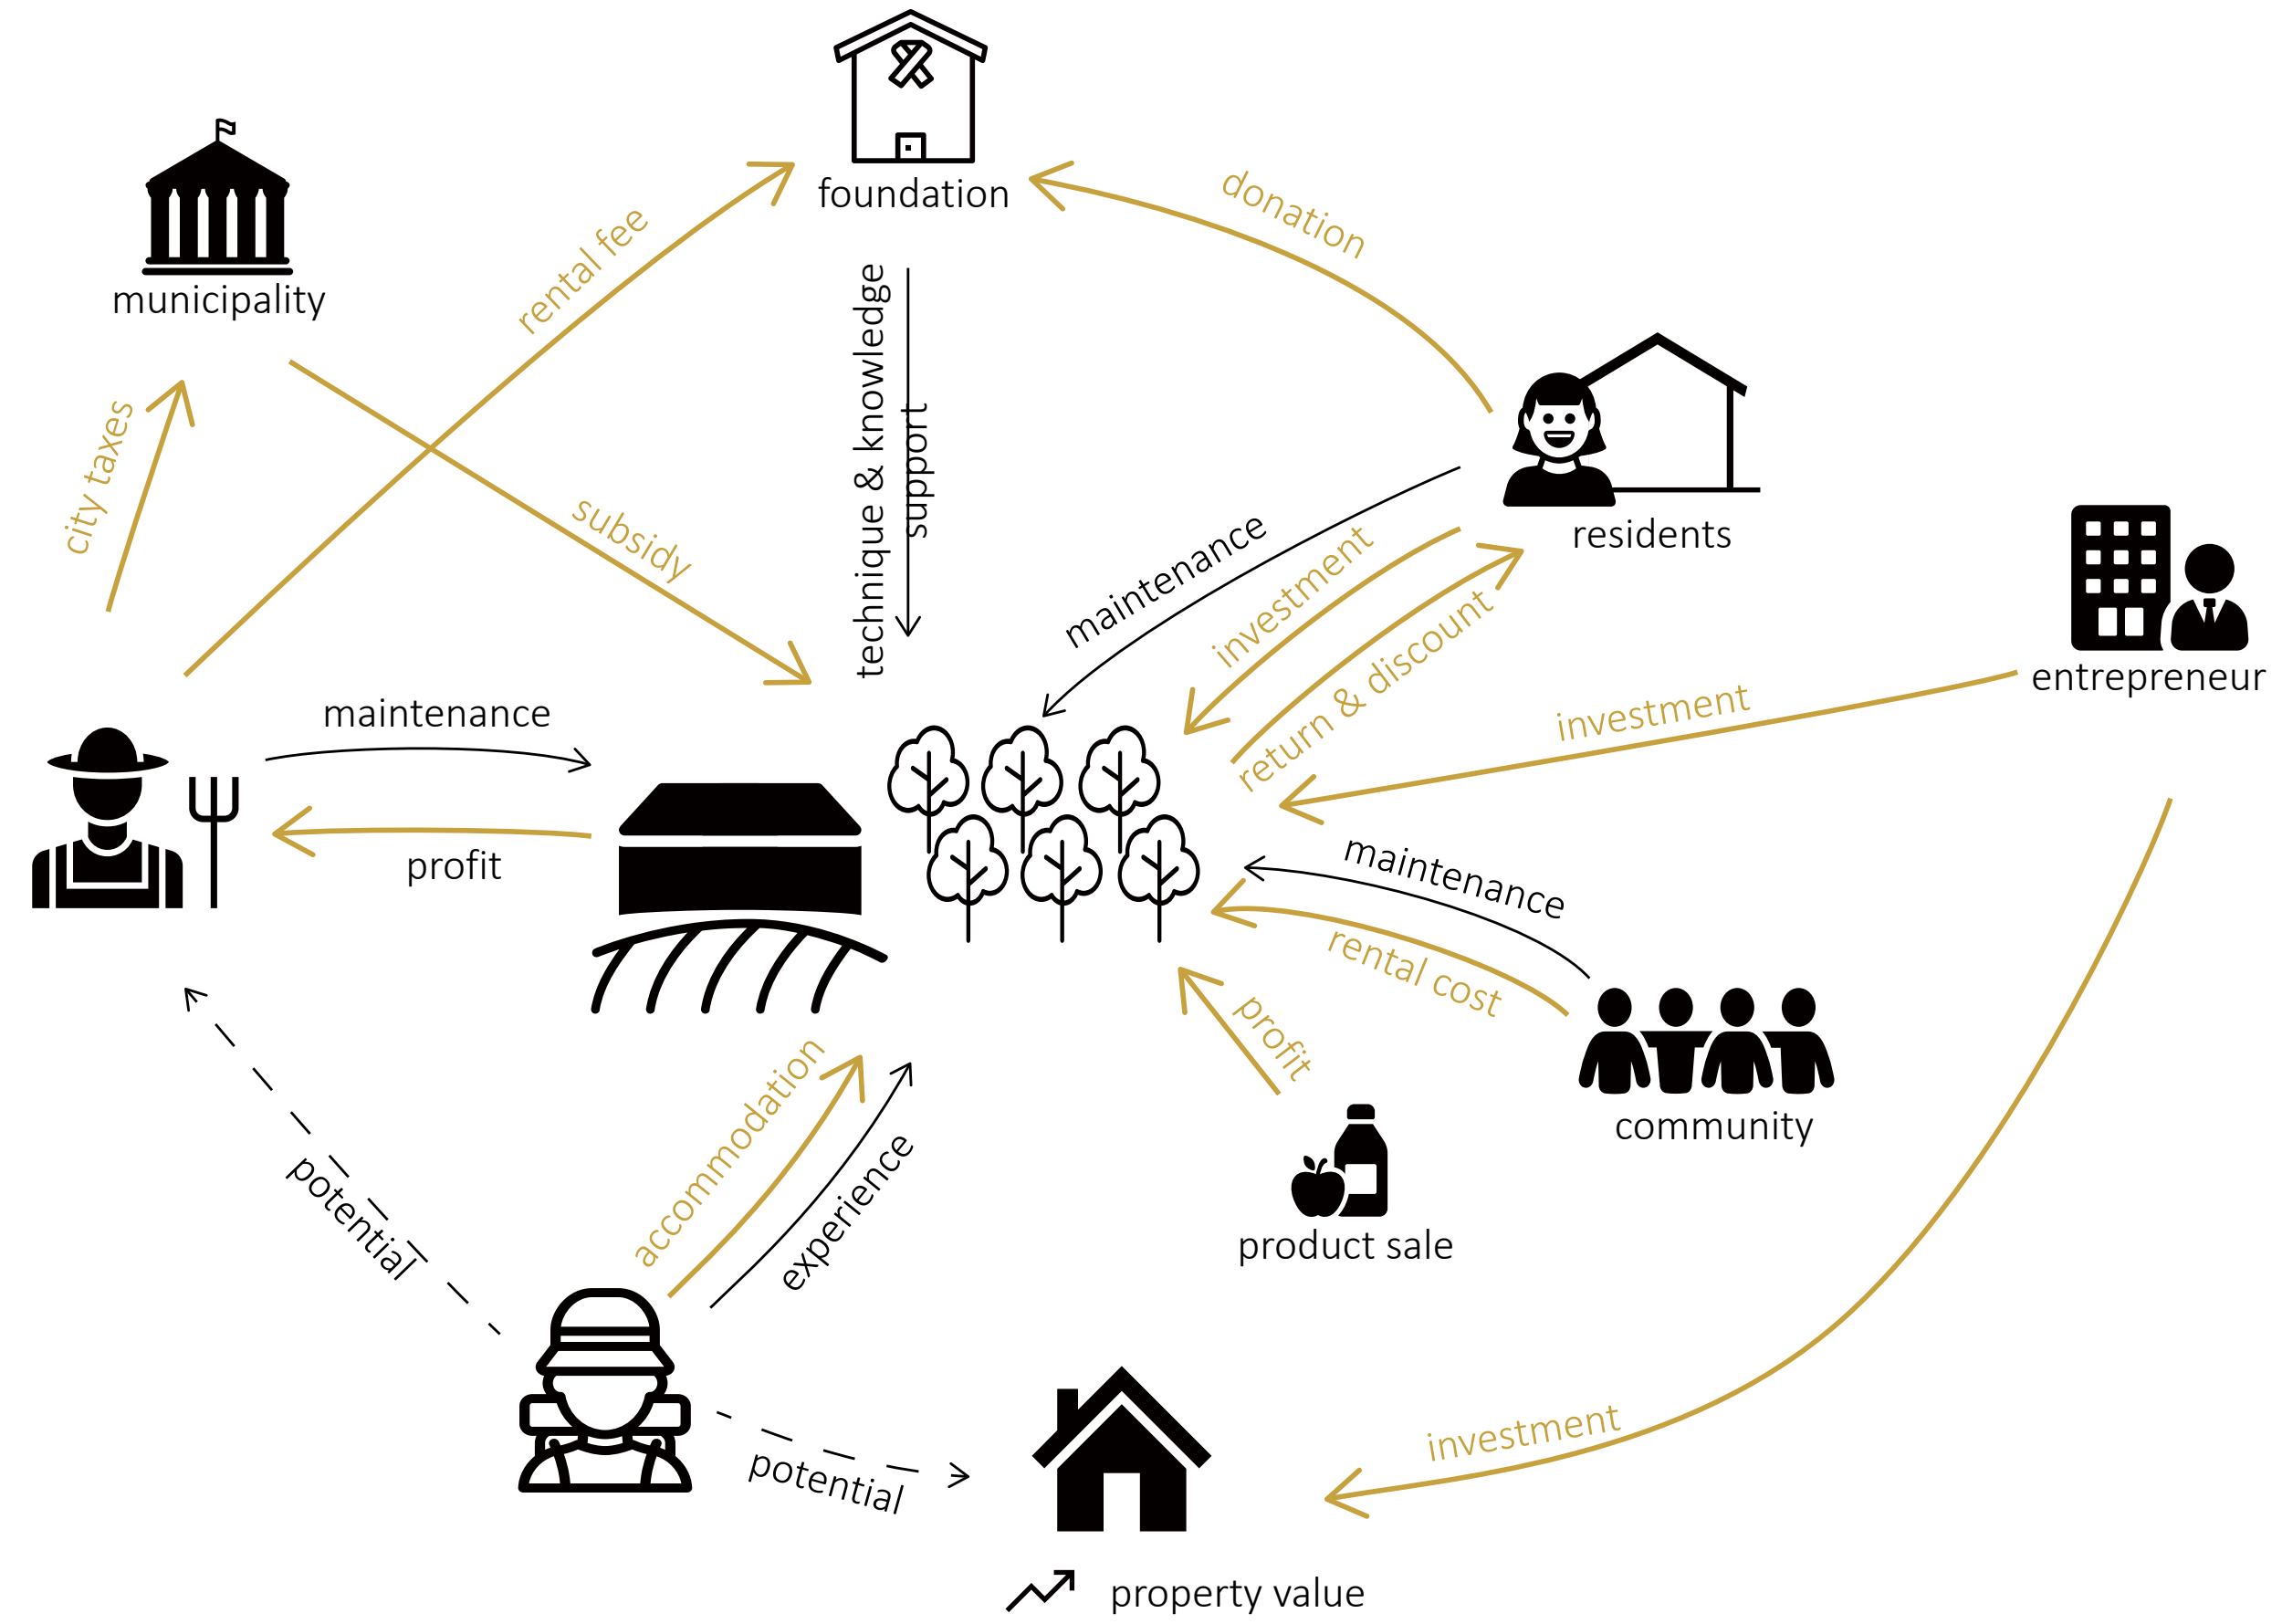 foundation
municipality
donation
rental fee
technique & knowledge
support
city taxes
subsidy
residents
maintenance
investment
return & discount
entrepreneur
investment
maintenance
profit
maintenance
rental cost
profit
community
product sale
accommodation
experience
potential
potential
investment
property value